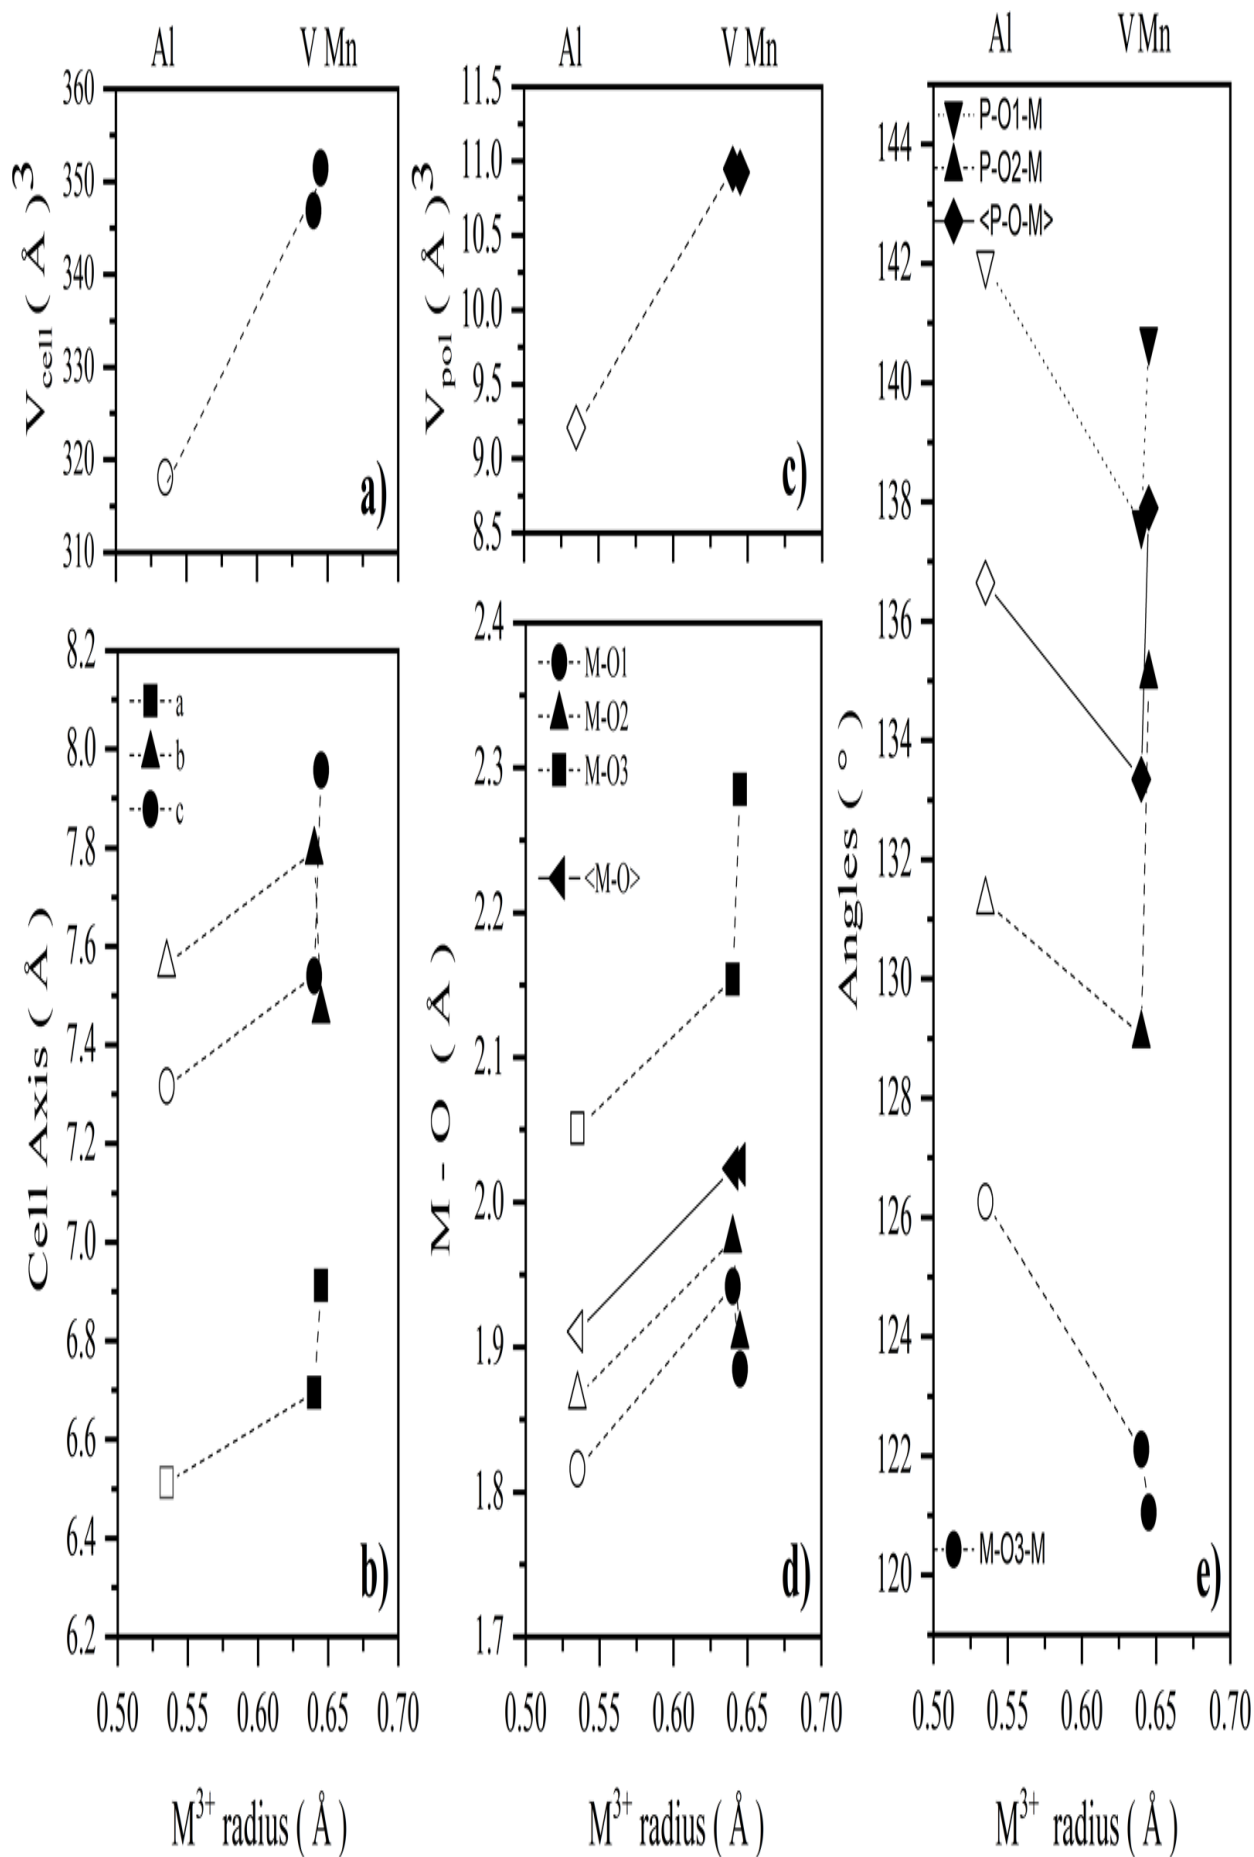 Al V Mn
360
350
340
330
320
310
V cell ( Å )3
a)
Al V Mn
11.5
11.0
10.5
10.0
9.5
9.0
8.5
V pol ( Å )3
c)
8.2
8.0
7.8
7.6
7.4
7.2
7.0
6.8
6.6
6.4
6.2
Cell Axis ( Å )
a
b
c
b)
0.50 0.55 0.60 0.65 0.70
M3+ radius ( Å )
2.4
2.3
2.2
2.1
2.0
1.9
1.8
1.7
M - O ( Å )
M-O1
M-O2
M-O3
<M-O>
d)
0.50 0.55 0.60 0.65 0.70
M3+ radius ( Å )
Al V Mn
144
142
140
138
136
134
132
130
128
126
124
122
120
Angles ( ° )
P-O1-M
P-O2-M
<P-O-M>
M-O3-M
e)
0.50 0.55 0.60 0.65 0.70
M3+ radius ( Å )